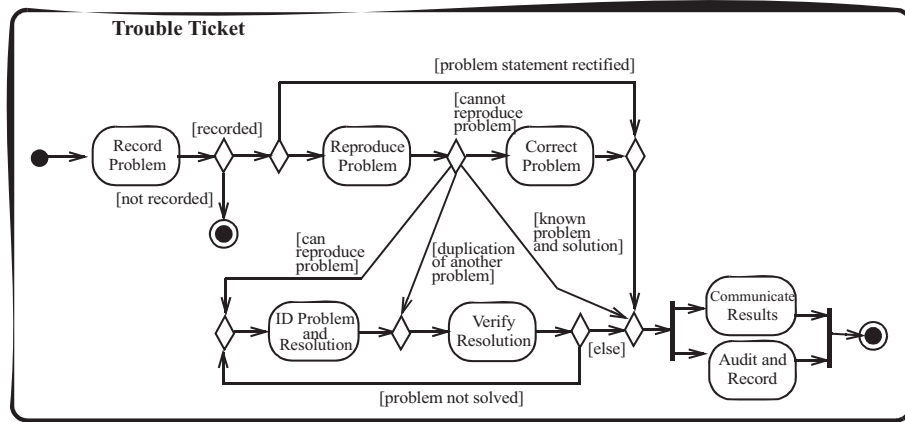 Trouble Ticket
[problem statement rectified]
[recorded]
[cannot
reproduce
problem]
Record
Problem
Reproduce
Problem
Correct
Problem
[not recorded]
[can
reproduce
problem]
[duplication
of another
problem]
[known
problem
and solution]
ID Problem
and
Resolution
Verify
Resolution
[else]
Communicate
Results
Audit and
Record
[problem not solved]